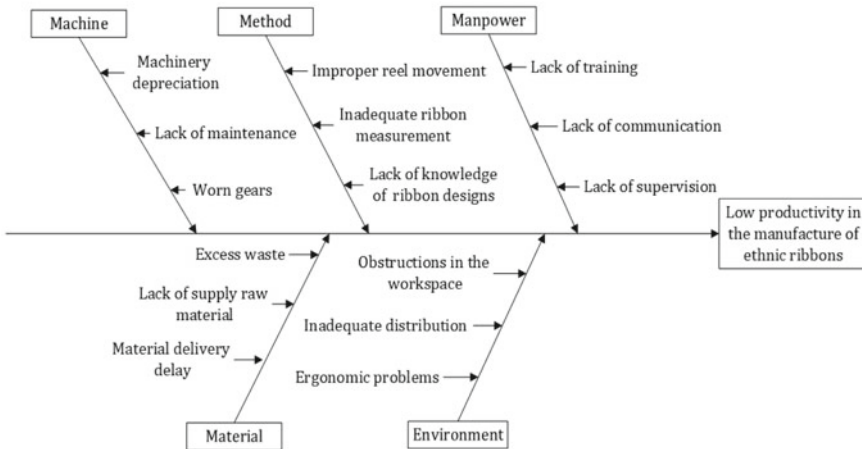 Machine
Method
Manpower
Machinery
depreciation
Lack of maintenance
Worn gears
Improper reel movement
Inadequate ribbon
measurement
Lack of knowledge
of ribbon designs
Lack of training
Lack of communication
Lack of supervision
Low productivity in
the manufacture of
ethnic ribbons
Excess waste
Lack of supply raw
material
Material delivery
delay
Obstructions in the
workspace
Inadequate distribution
Ergonomic problems
Material
Environment